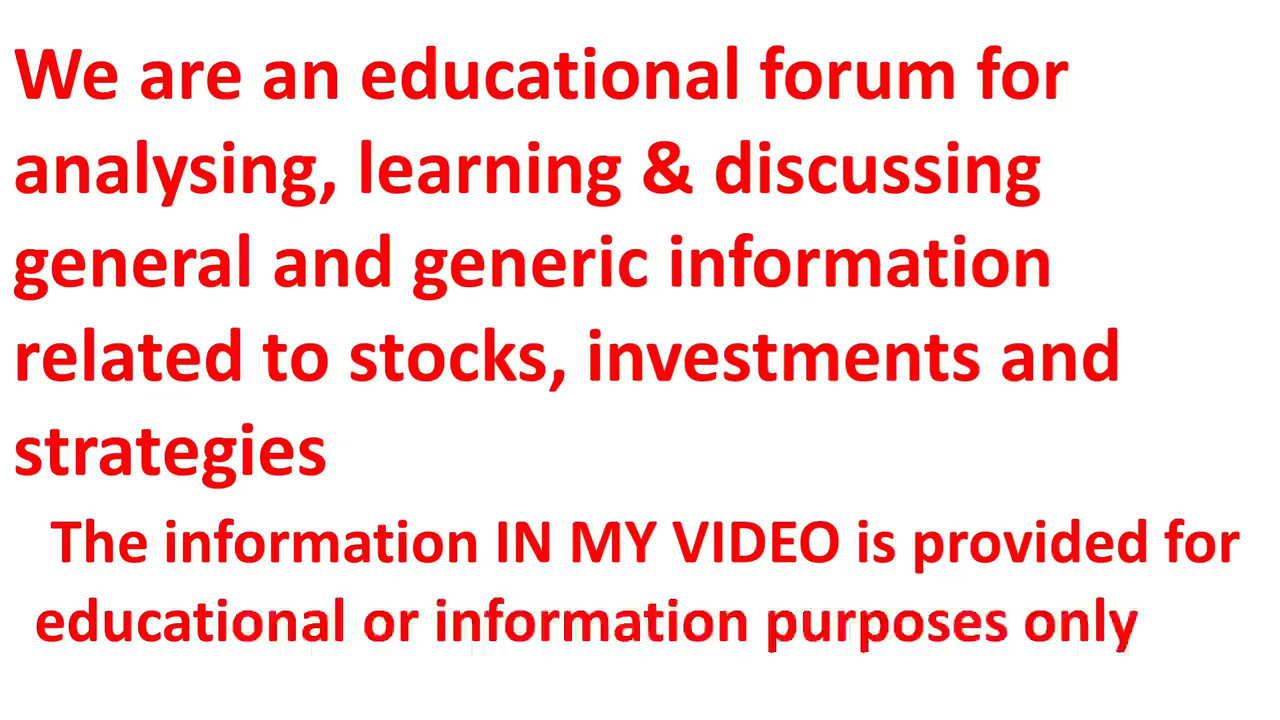 We are an educational forum for
analysing, learning & discussing
general and generic information
related to stocks, investments and
strategies
The information IN MY VIDEO is provided for
educational or information purposes only